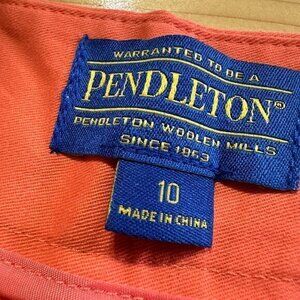 WARRANTED TO BE A
PENDLETON®
PENDLETON WOOLEN MILLS
SINCE 1863
10
MADE IN CHINA